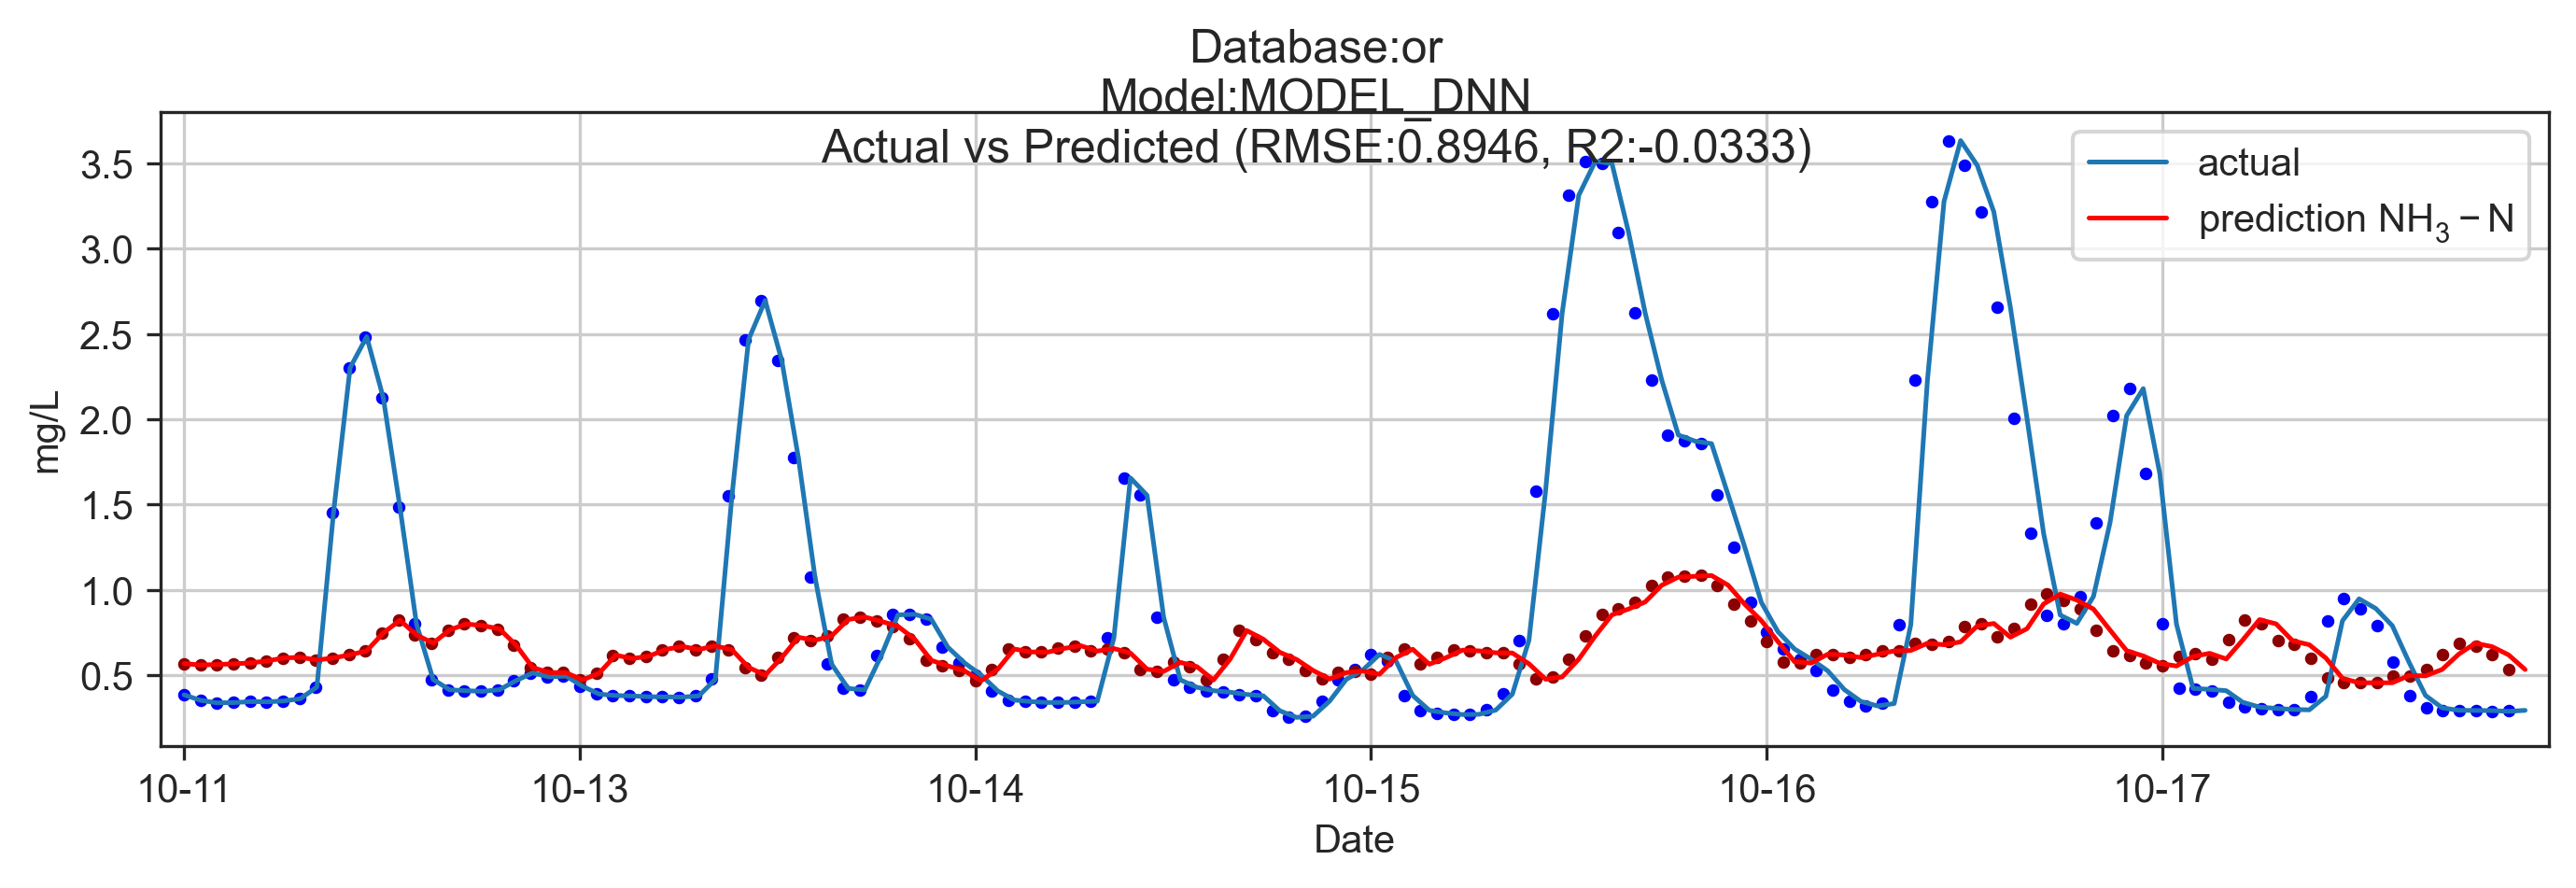 Database:or
Model:MODEL_DNN
Actual vs Predicted (RMSE:0.8946, R2:-0.0333)
actual
prediction NH₃ − N
3.5
3.0
2.5
2.0
1.5
1.0
0.5
mg/L
10-11 10-13 10-14 10-15 10-16 10-17
Date